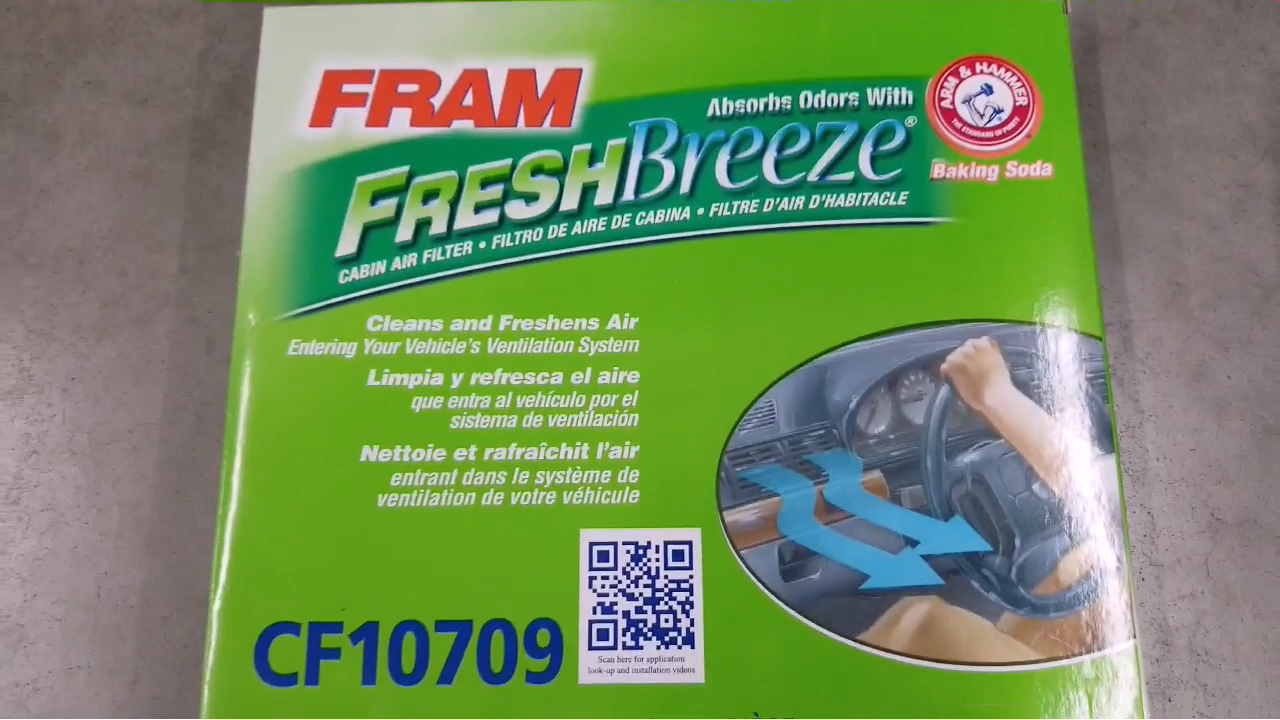 FRAM
Absorbs Odors With
ARM & HAMMER
THE STANDARD OF PURITY
Baking Soda
FRESHBreeze®
CABIN AIR FILTER • FILTRO DE AIRE DE CABINA • FILTRE D'AIR D'HABITACLE
Cleans and Freshens Air
Entering Your Vehicle's Ventilation System
Limpia y refresca el aire
que entra al vehículo por el
sistema de ventilación
Nettoie et rafraîchit l'air
entrant dans le système de
ventilation de votre véhicule
CF10709
Scan here for application
look-up and installation videos